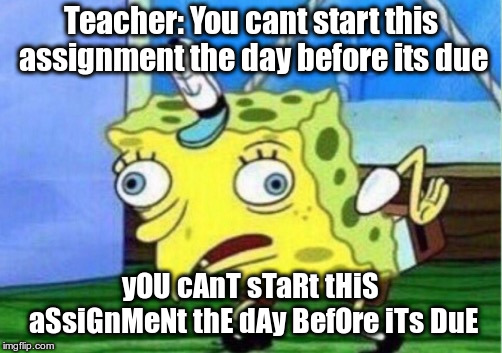 Teacher: You cant start this
assignment the day before its due
yOU cAnT sTaRt tHiS
aSsiGnMeNt thE dAy BefOre iTs DuE
imgflip.com